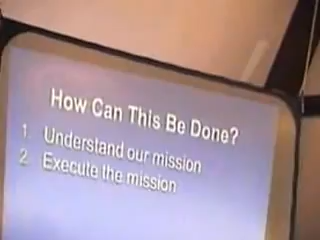 How Can This Be Done?
1. Understand our mission
2. Execute the mission